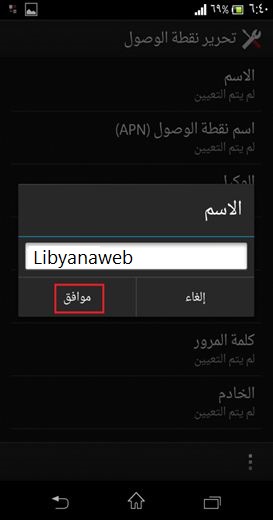 ٦:٤٠ ٦٩%
تحرير نقطة الوصول
الاسم
لم يتم التعيين
اسم نقطة الوصول (APN)
لم يتم التعيين
الوكيل
الاسم
Libyanaweb
إلغاء
موافق
كلمة المرور
لم يتم التعيين
الخادم
لم يتم التعيين